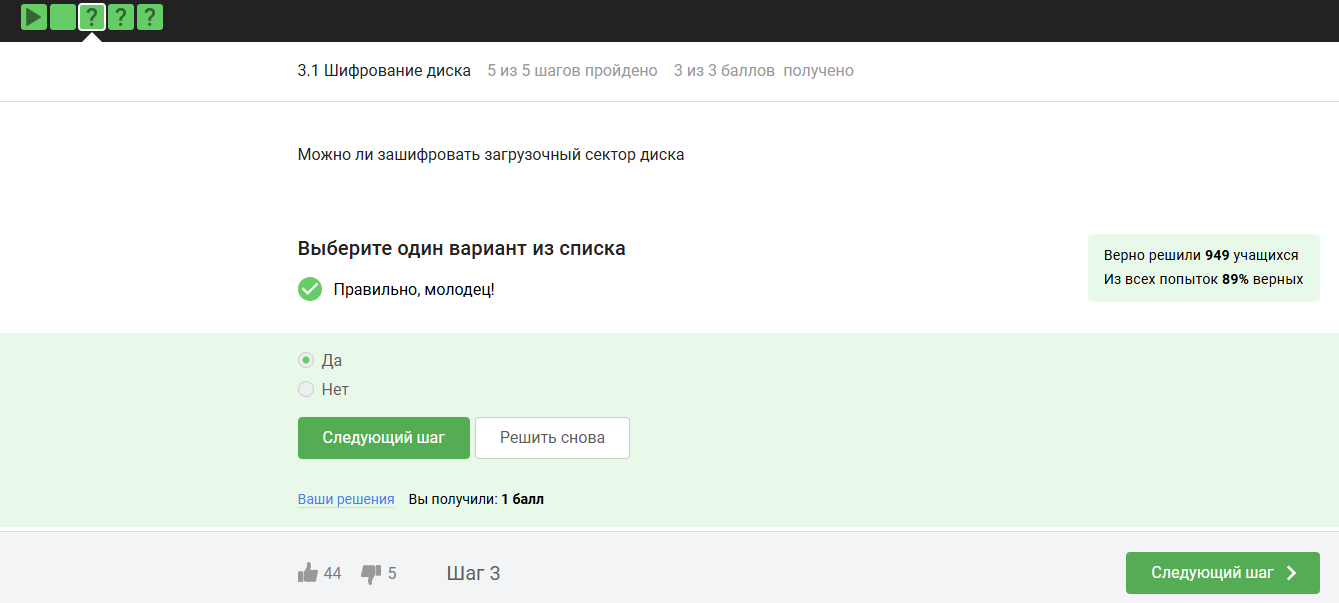 ? ? ?
3.1 Шифрование диска 5 из 5 шагов пройдено 3 из 3 баллов получено
Можно ли зашифровать загрузочный сектор диска
Выберите один вариант из списка
Правильно, молодец!
Верно решили 949 учащихся
Из всех попыток 89% верных
Да
Нет
Следующий шаг Решить снова
Ваши решения Вы получили: 1 балл
44 5 Шаг 3 Следующий шаг